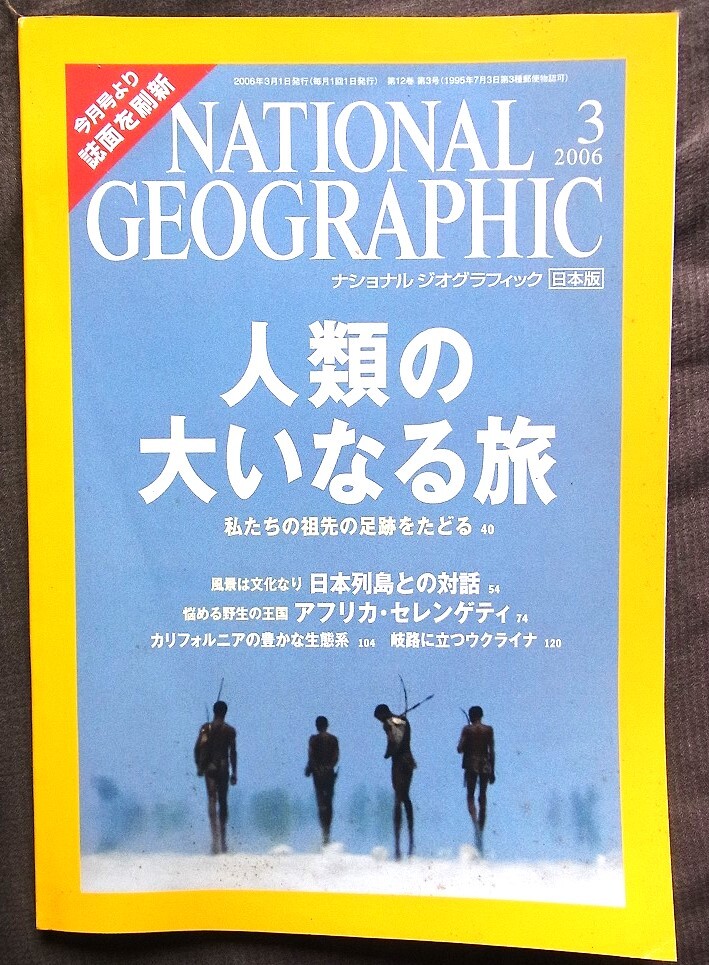 今月号より
誌面を刷新
2006年3月1日発行(毎月1回1日発行) 第12巻 第3号(1995年7月3日第3種郵便物認可)
NATIONAL
3
2006
GEOGRAPHIC
ナショナル ジオグラフィック 日本版
人類の
大いなる旅
私たちの祖先の足跡をたどる 40
風景は文化なり 日本列島との対話 54
悩める野生の王国 アフリカ・セレンゲティ 74
カリフォルニアの豊かな生態系 104 岐路に立つウクライナ 120